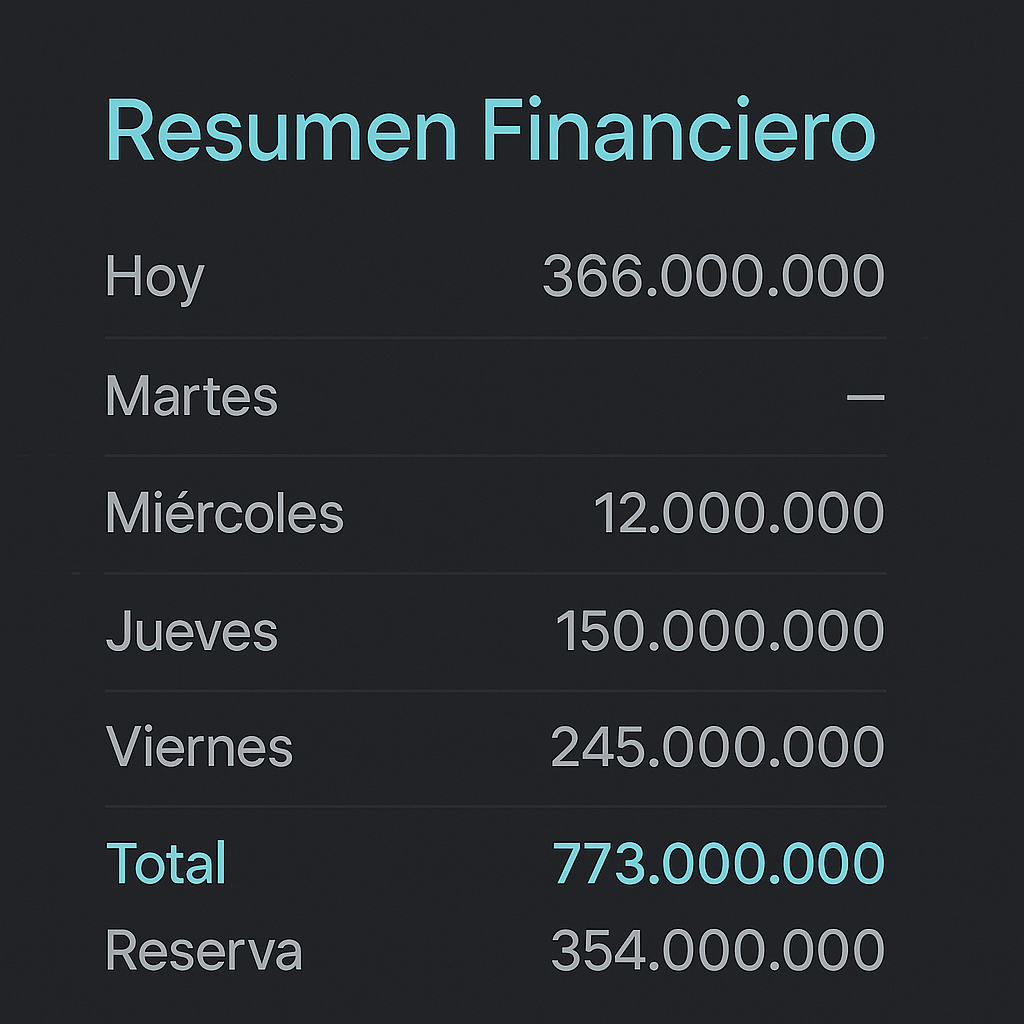 Resumen Financiero
Hoy 366.000.000
Martes —
Miércoles 12.000.000
Jueves 150.000.000
Viernes 245.000.000
Total 773.000.000
Reserva 354.000.000